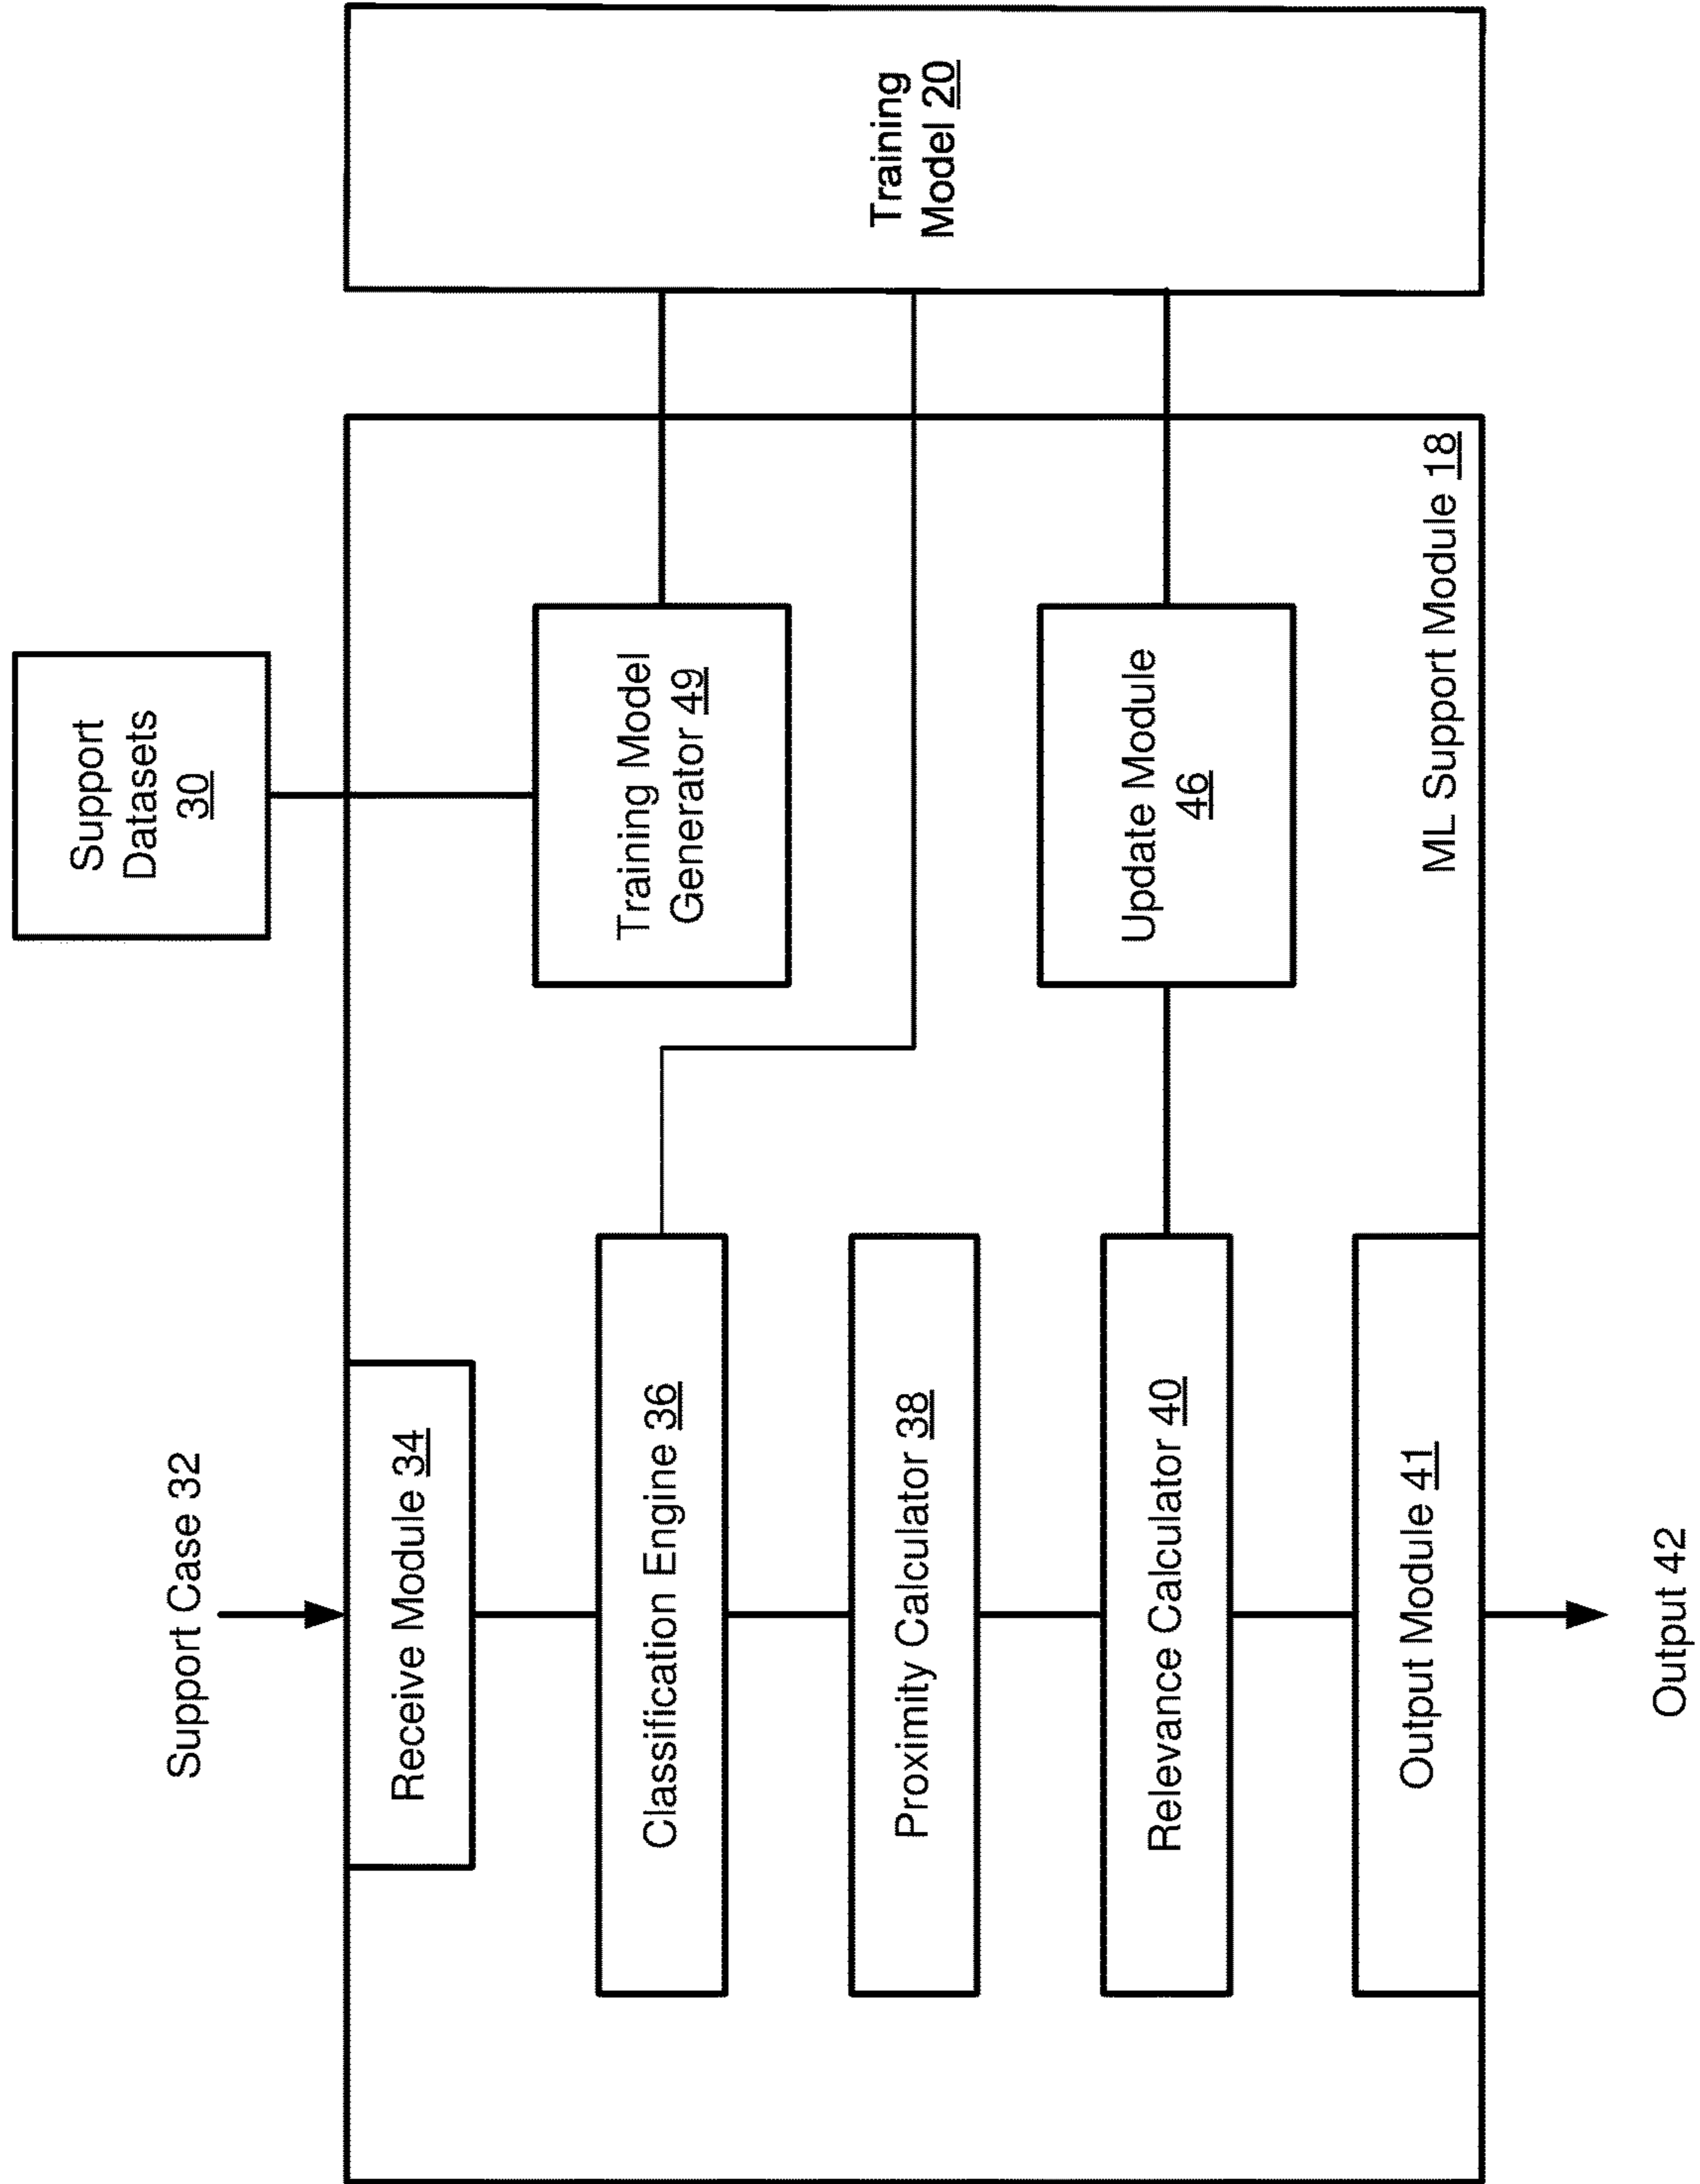 Support Case 32
Receive Module 34
Classification Engine 36
Proximity Calculator 38
Relevance Calculator 40
Output Module 41
Output 42
Support
Datasets
30
Training Model
Generator 49
Update Module
46
ML Support Module 18
Training
Model 20